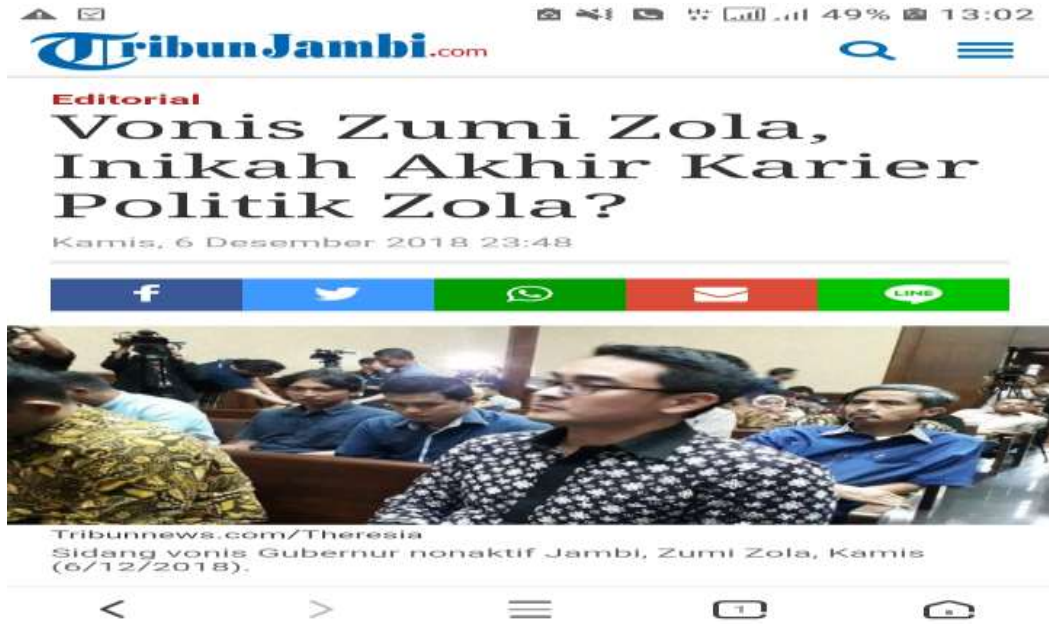 49% 13:02
TribunJambi.com
Editorial
Vonis Zumi Zola,
Inikah Akhir Karier
Politik Zola?
Kamis, 6 Desember 2018 23:48
f
LINE
Tribunnews.com/Theresia
Sidang vonis Gubernur nonaktif Jambi, Zumi Zola, Kamis
(6/12/2018).
1